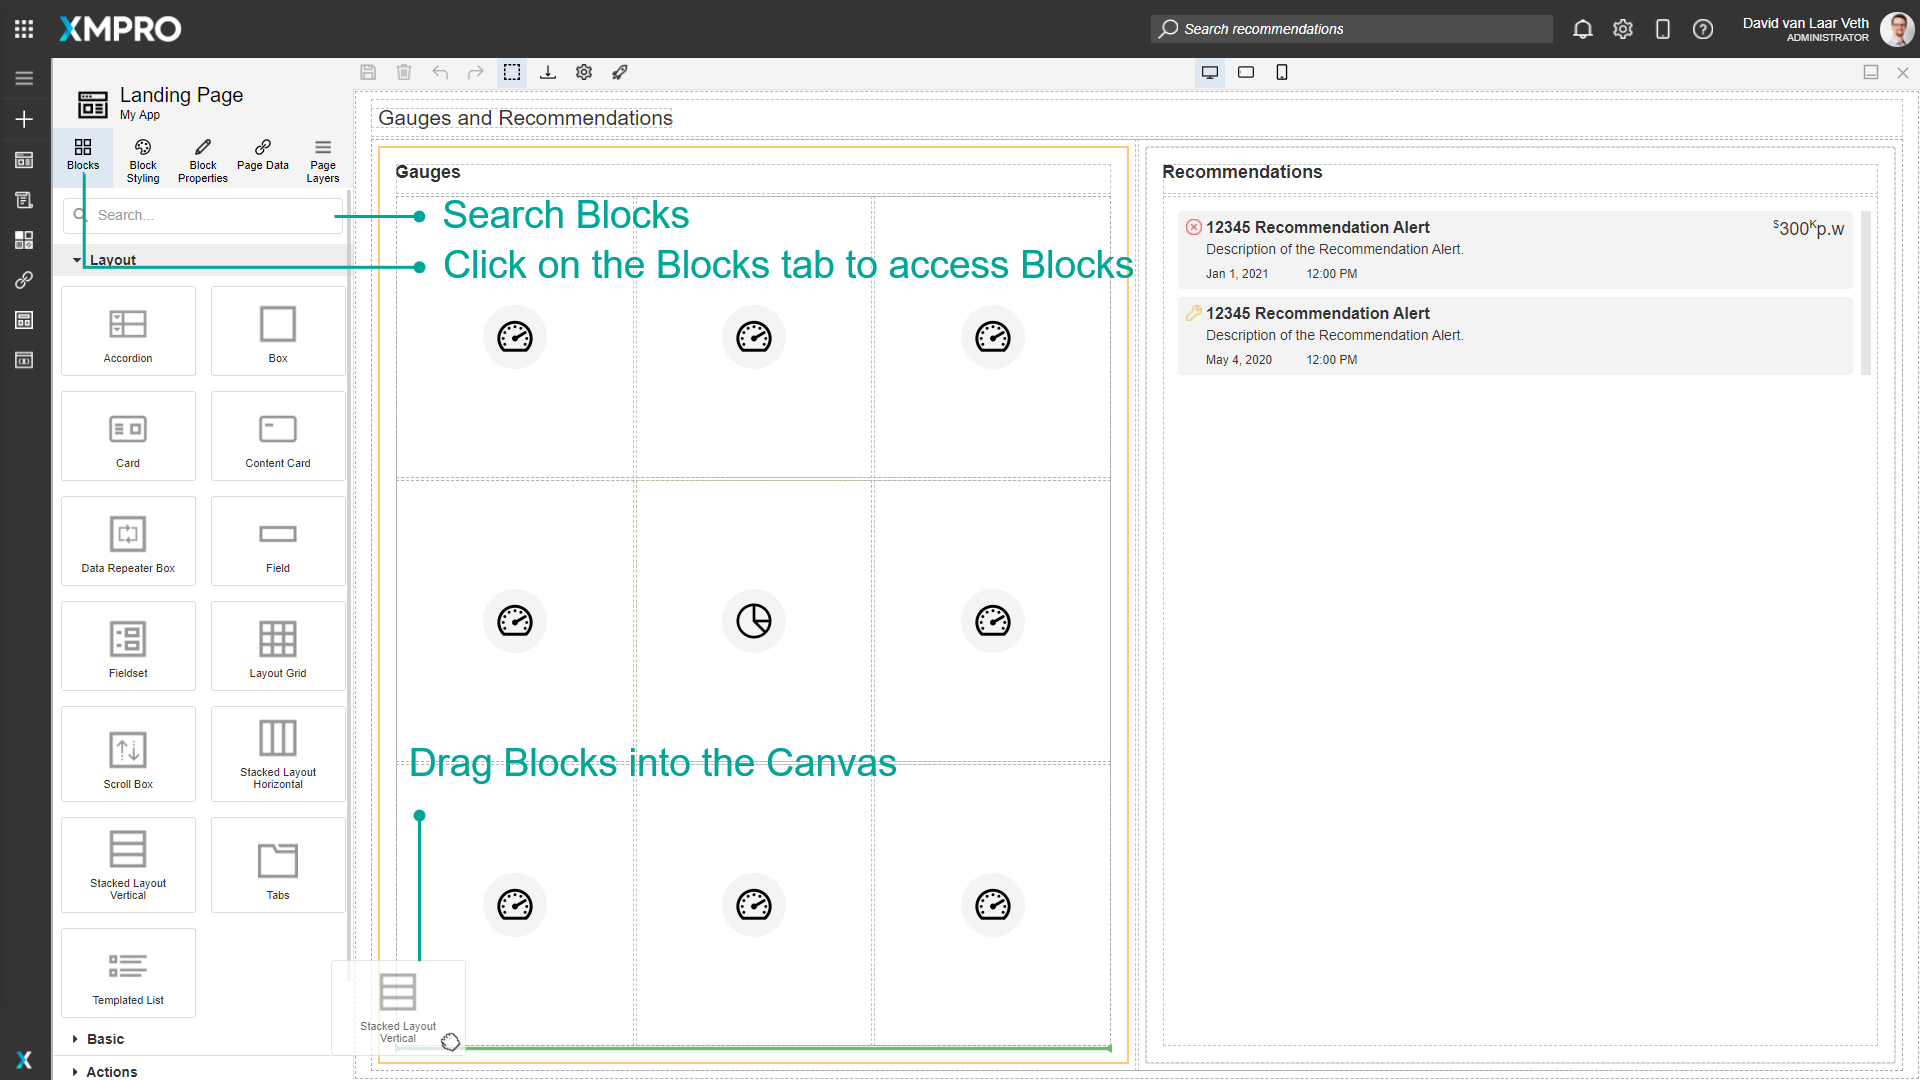 XMPRO
Search recommendations
David van Laar Veth
ADMINISTRATOR
Landing Page
My App
Blocks
Block
Styling
Block
Properties
Page Data
Page
Layers
Search...
Layout
Accordion
Box
Card
Content Card
Data Repeater Box
Field
Fieldset
Layout Grid
Scroll Box
Stacked Layout
Horizontal
Stacked Layout
Vertical
Tabs
Templated List
Basic
Actions
Gauges and Recommendations
Gauges
Search Blocks
Click on the Blocks tab to access Blocks
Drag Blocks into the Canvas
Stacked Layout
Vertical
Recommendations
12345 Recommendation Alert
$300Kp.w
Description of the Recommendation Alert.
Jan 1, 2021 12:00 PM
12345 Recommendation Alert
Description of the Recommendation Alert.
May 4, 2020 12:00 PM
X